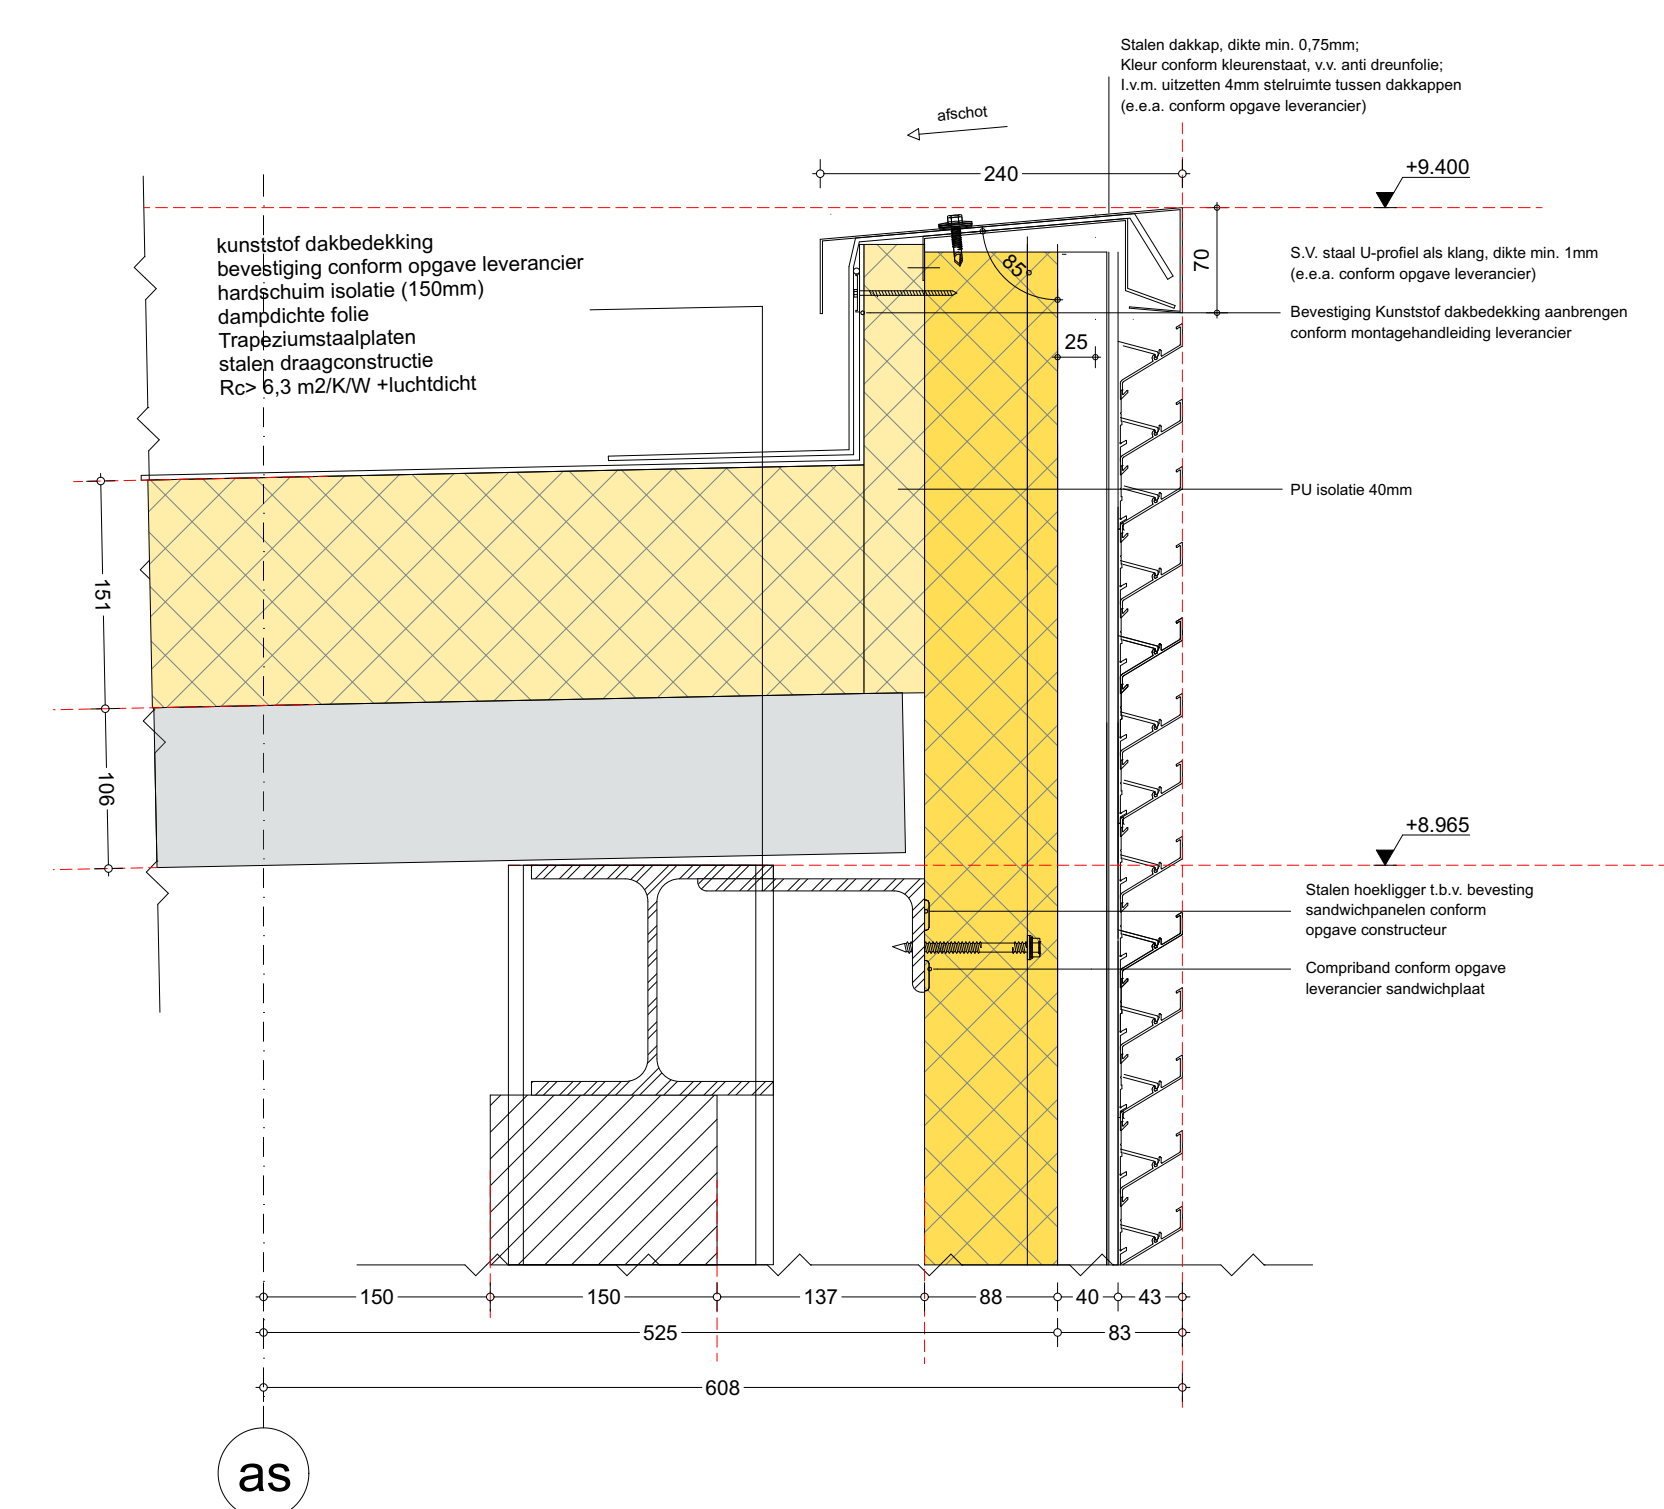 Stalen dakkap, dikte min. 0,75mm;
Kleur conform kleurenstaat, v.v. anti dreunfolie;
I.v.m. uitzetten 4mm stelruimte tussen dakkappen
(e.e.a. conform opgave leverancier)
afschot
240
+9.400
kunststof dakbedekking
bevestiging conform opgave leverancier
hardschuim isolatie (150mm)
dampdichte folie
Trapeziumstaalplaten
stalen draagconstructie
Rc> 6,3 m2/K/W +luchtdicht
85°
70
S.V. staal U-profiel als klang, dikte min. 1mm
(e.e.a. conform opgave leverancier)
Bevestiging Kunststof dakbedekking aanbrengen
conform montagehandleiding leverancier
25
PU isolatie 40mm
151
106
+8.965
Stalen hoekligger t.b.v. bevesting
sandwichpanelen conform
opgave constructeur
Compriband conform opgave
leverancier sandwichplaat
150 150 137 88 40 43
525 83
608
as